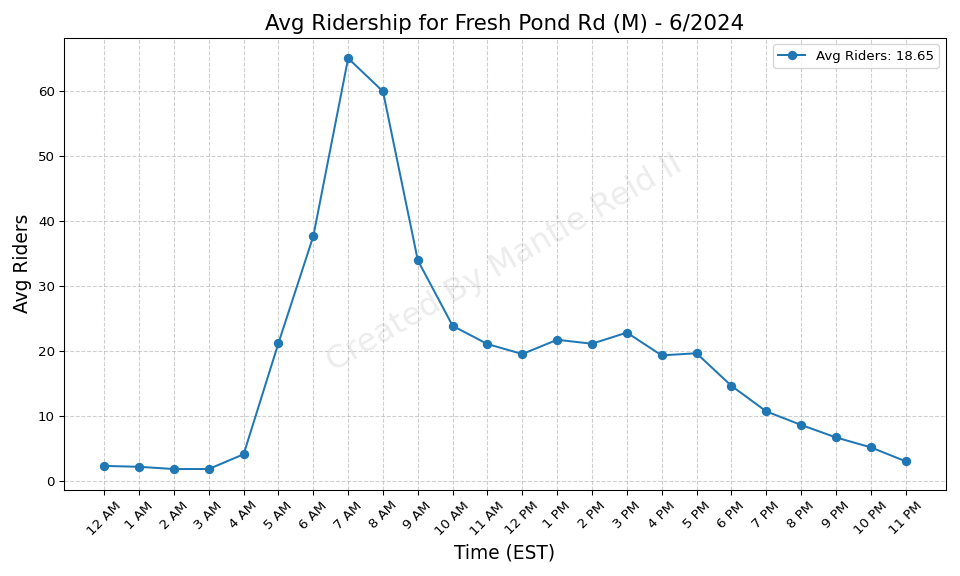 Avg Ridership for Fresh Pond Rd (M) - 6/2024
Avg Riders: 18.65
60
50
40
30
20
10
0
Avg Riders
Created By Mantle Reid II
12 AM
1 AM
2 AM
3 AM
4 AM
5 AM
6 AM
7 AM
8 AM
9 AM
10 AM
11 AM
12 PM
1 PM
2 PM
3 PM
4 PM
5 PM
6 PM
7 PM
8 PM
9 PM
10 PM
11 PM
Time (EST)